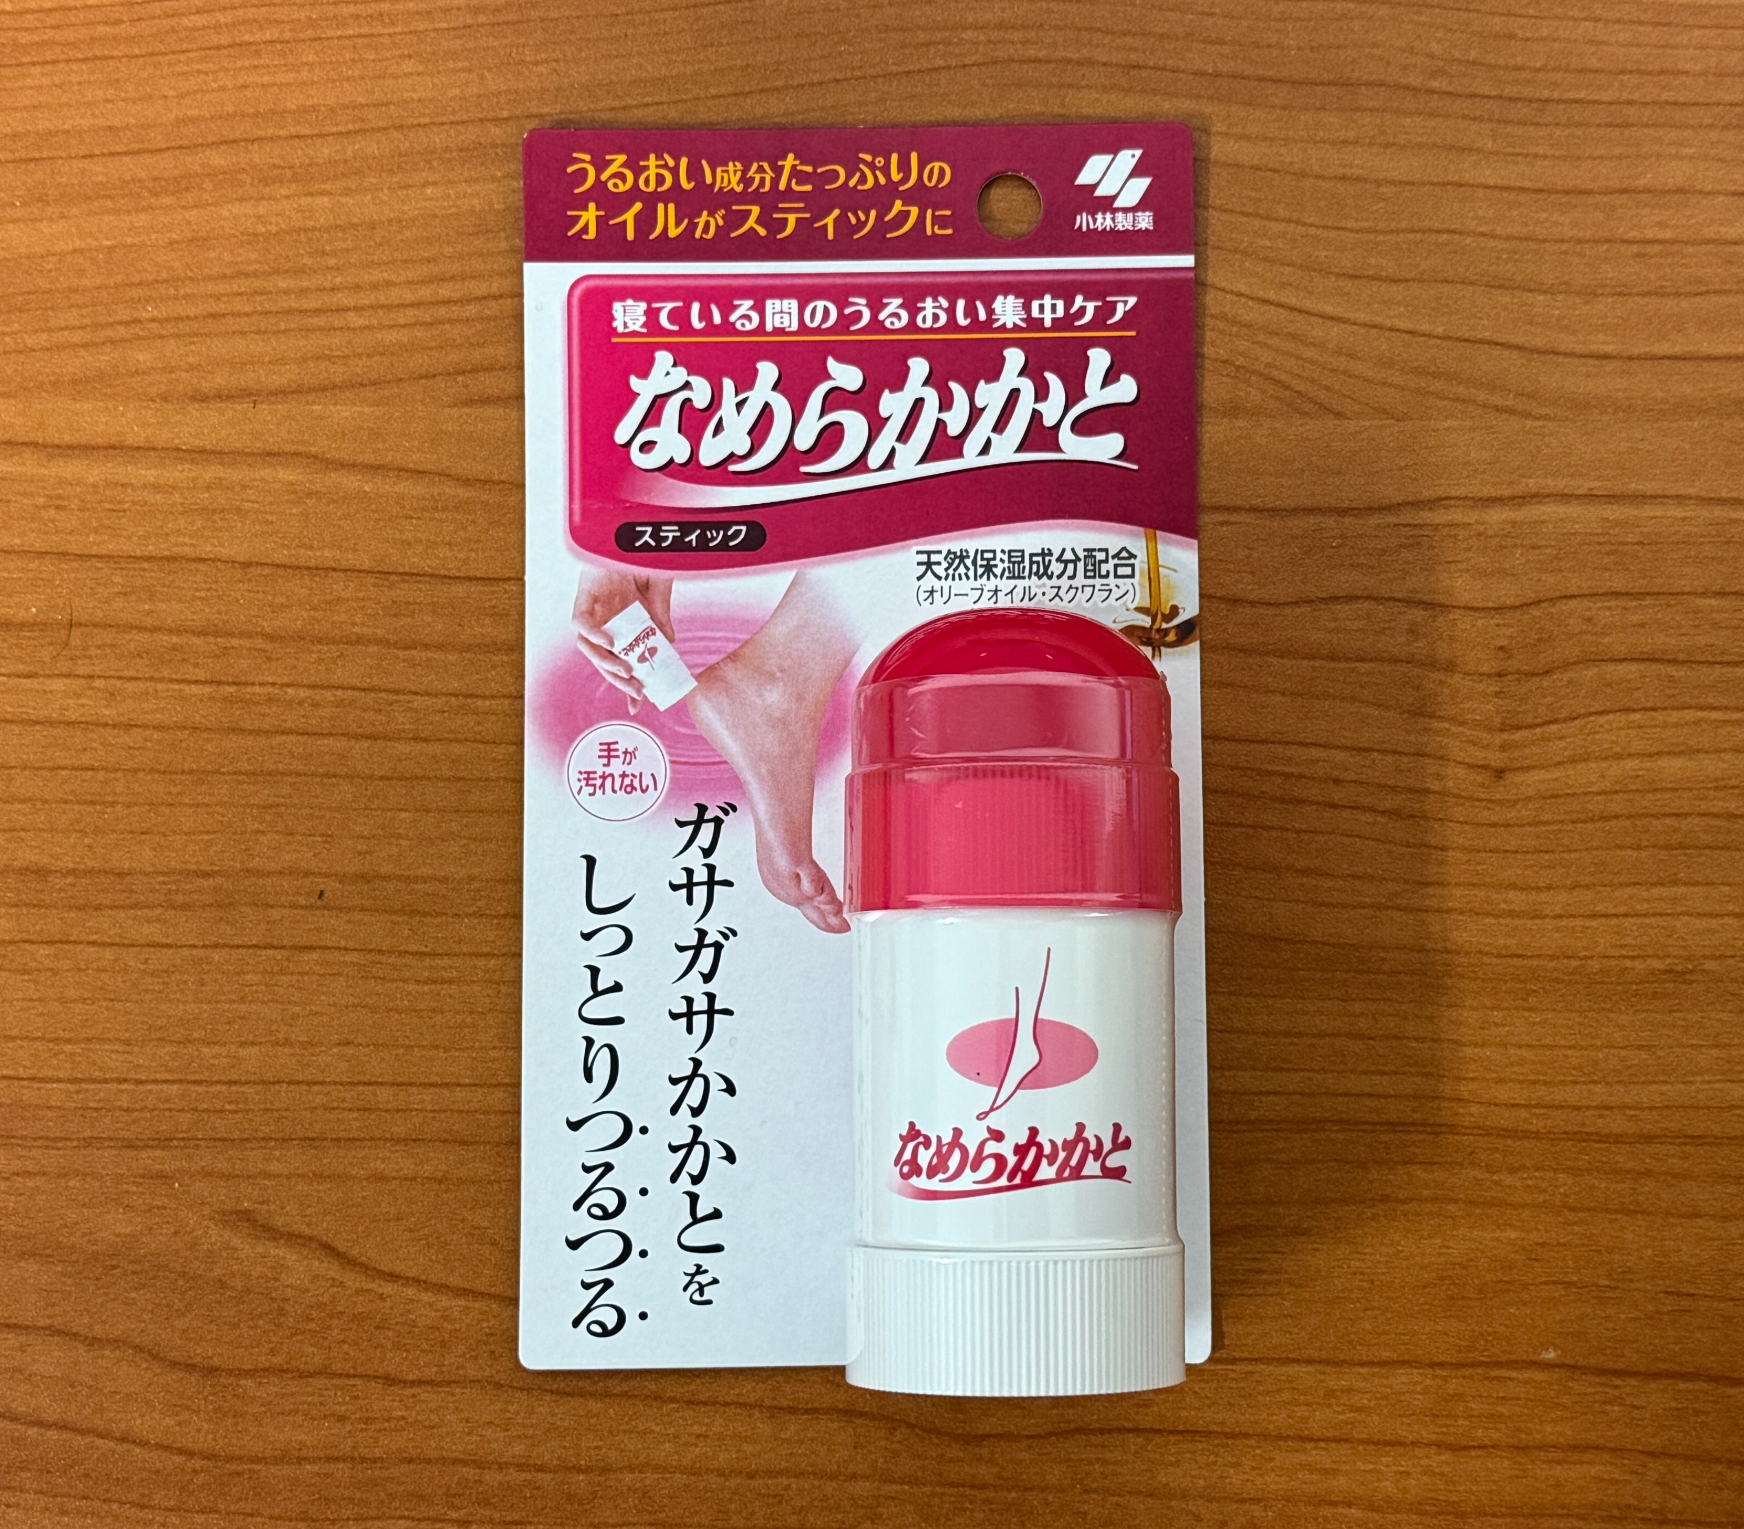 うるおい成分たっぷりの
オイルがスティックに
小林製薬
寝ている間のうるおい集中ケア
なめらかかと
スティック
天然保湿成分配合
(オリーブオイル・スクワラン)
手が
汚れない
ガサガサかかとを
しっとりつるつる
なめらかかと